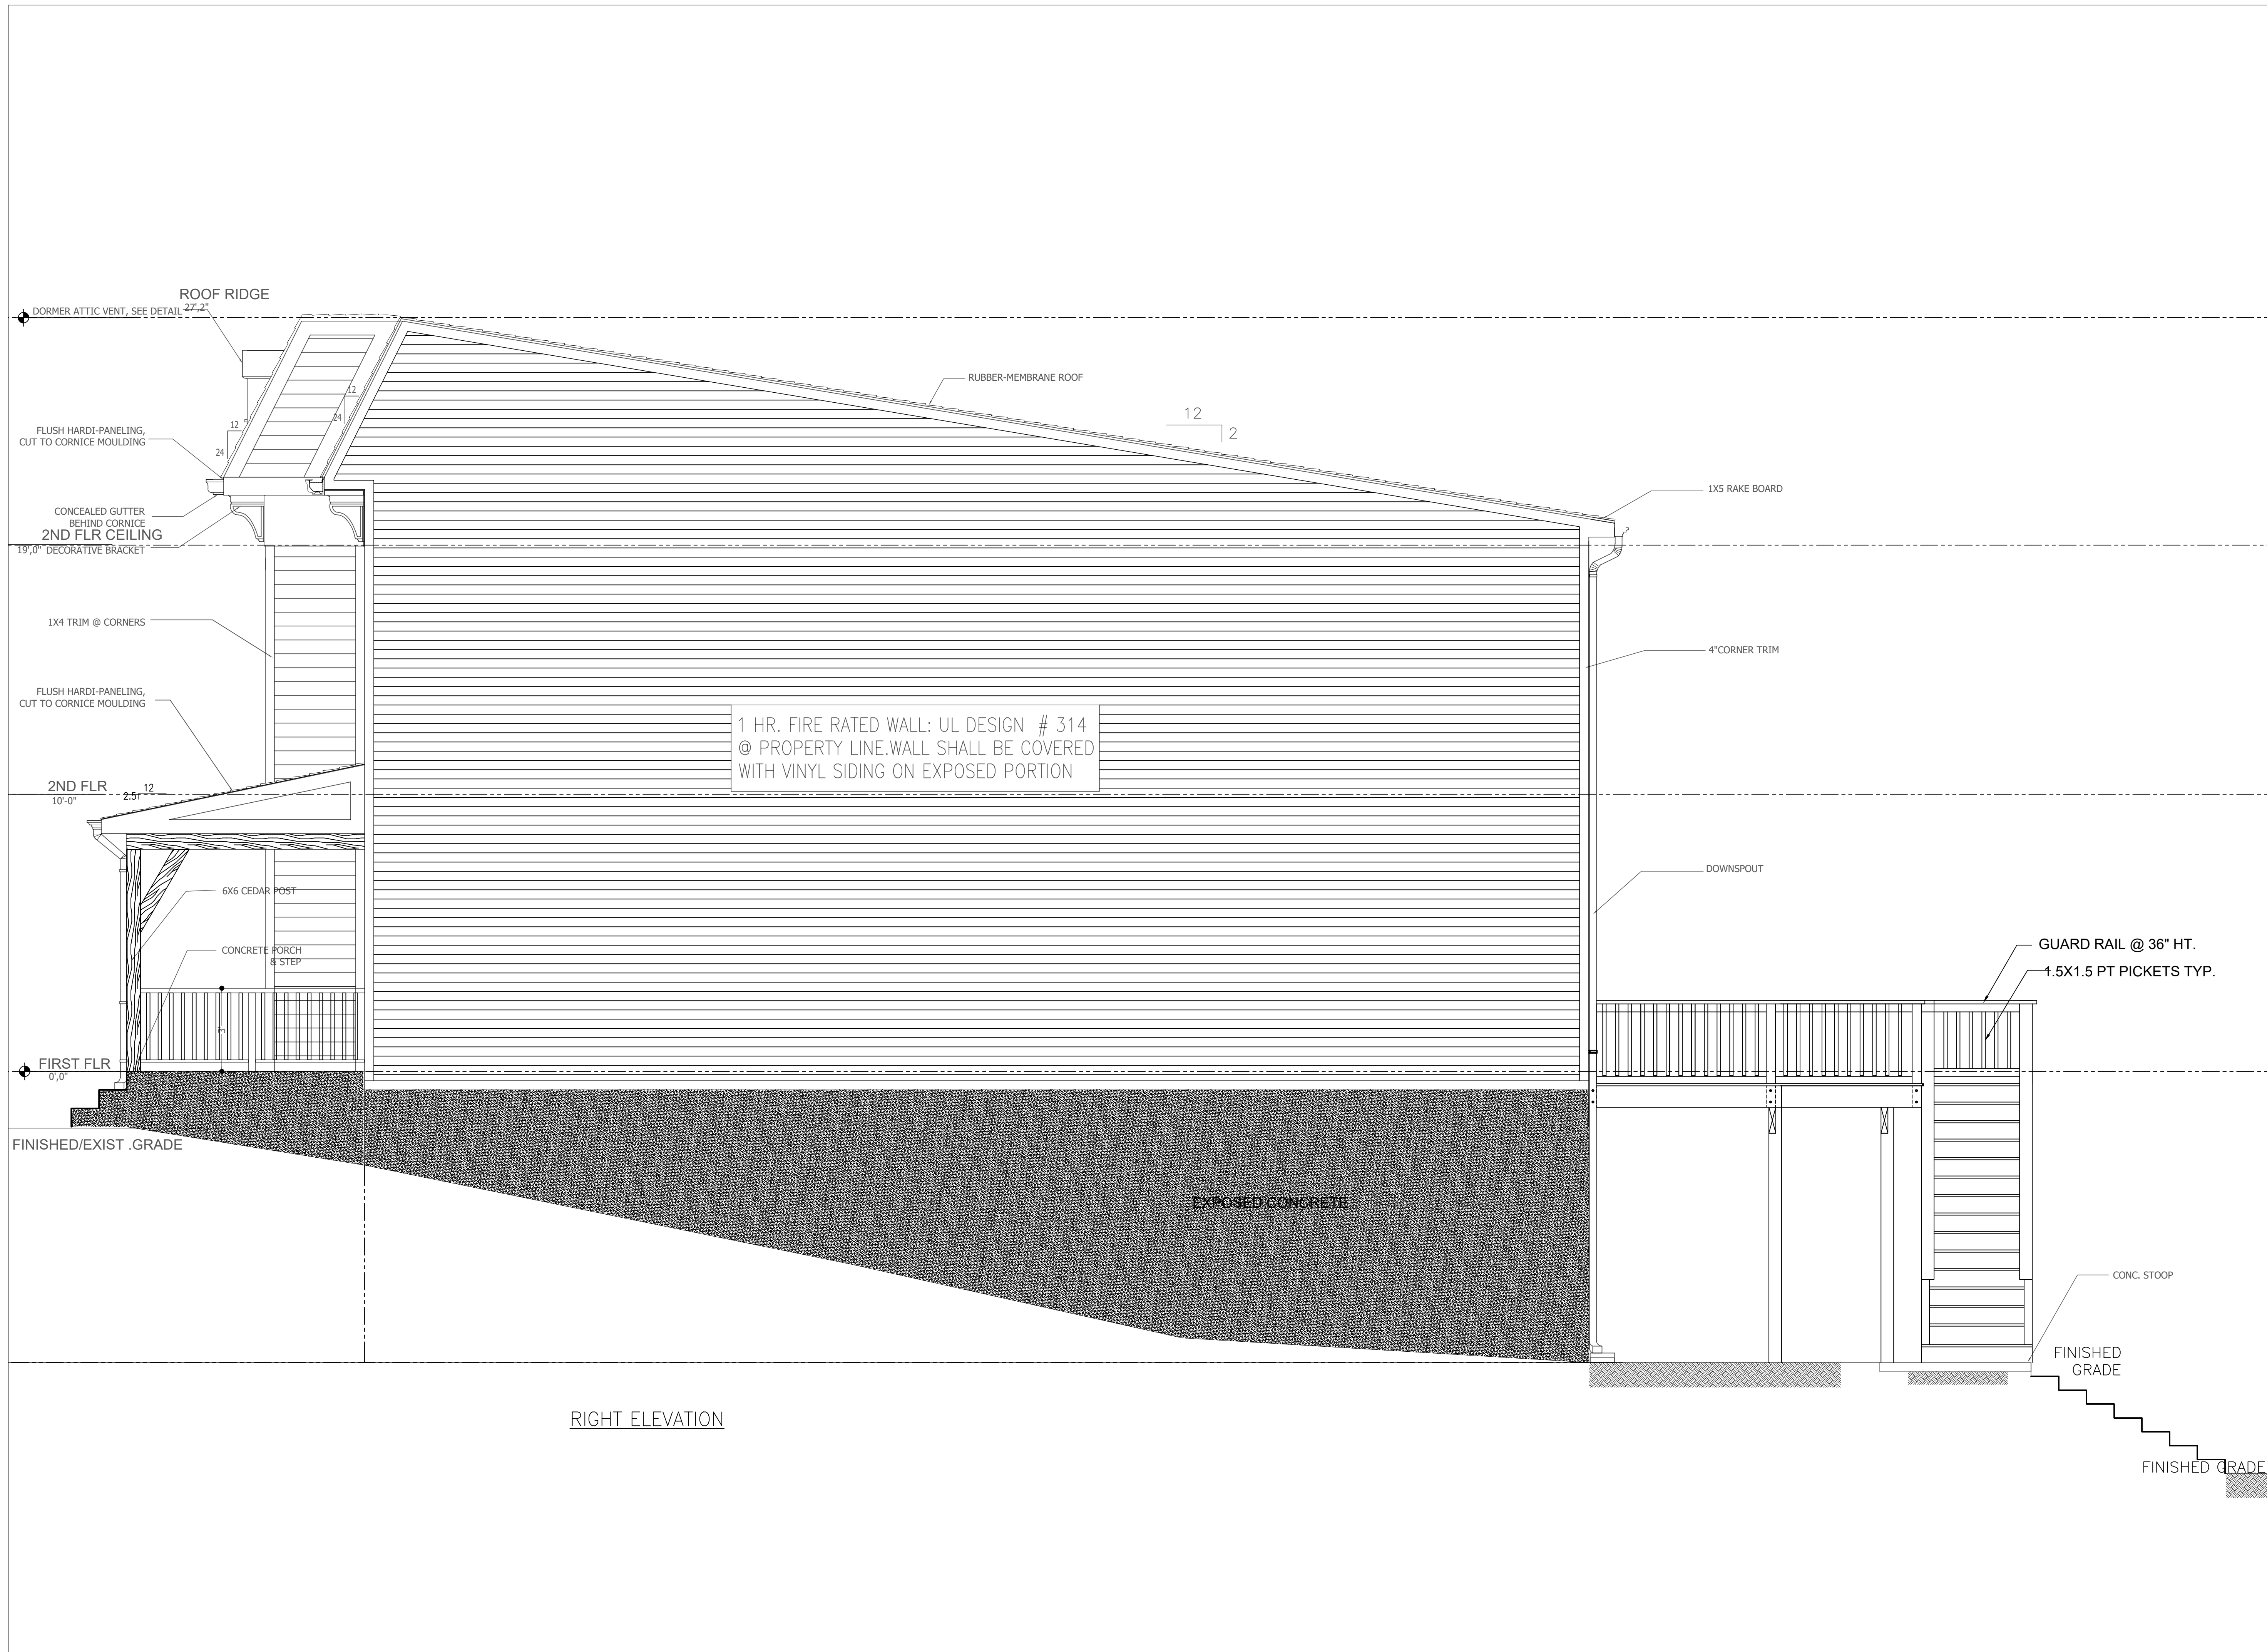 ROOF RIDGE
27',2"
DORMER ATTIC VENT, SEE DETAIL
RUBBER-MEMBRANE ROOF
12
24
12
24
12
2
FLUSH HARDI-PANELING,
CUT TO CORNICE MOULDING
1X5 RAKE BOARD
CONCEALED GUTTER
BEHIND CORNICE
2ND FLR CEILING
19',0"
DECORATIVE BRACKET
1X4 TRIM @ CORNERS
4"CORNER TRIM
FLUSH HARDI-PANELING,
CUT TO CORNICE MOULDING
1 HR. FIRE RATED WALL: UL DESIGN # 314
@ PROPERTY LINE.WALL SHALL BE COVERED
WITH VINYL SIDING ON EXPOSED PORTION
2ND FLR
10'-0"
12
2.5
DOWNSPOUT
6X6 CEDAR POST
CONCRETE PORCH
& STEP
GUARD RAIL @ 36" HT.
1.5X1.5 PT PICKETS TYP.
3'
FIRST FLR
0',0"
FINISHED/EXIST .GRADE
EXPOSED CONCRETE
CONC. STOOP
FINISHED
GRADE
RIGHT ELEVATION
FINISHED GRADE